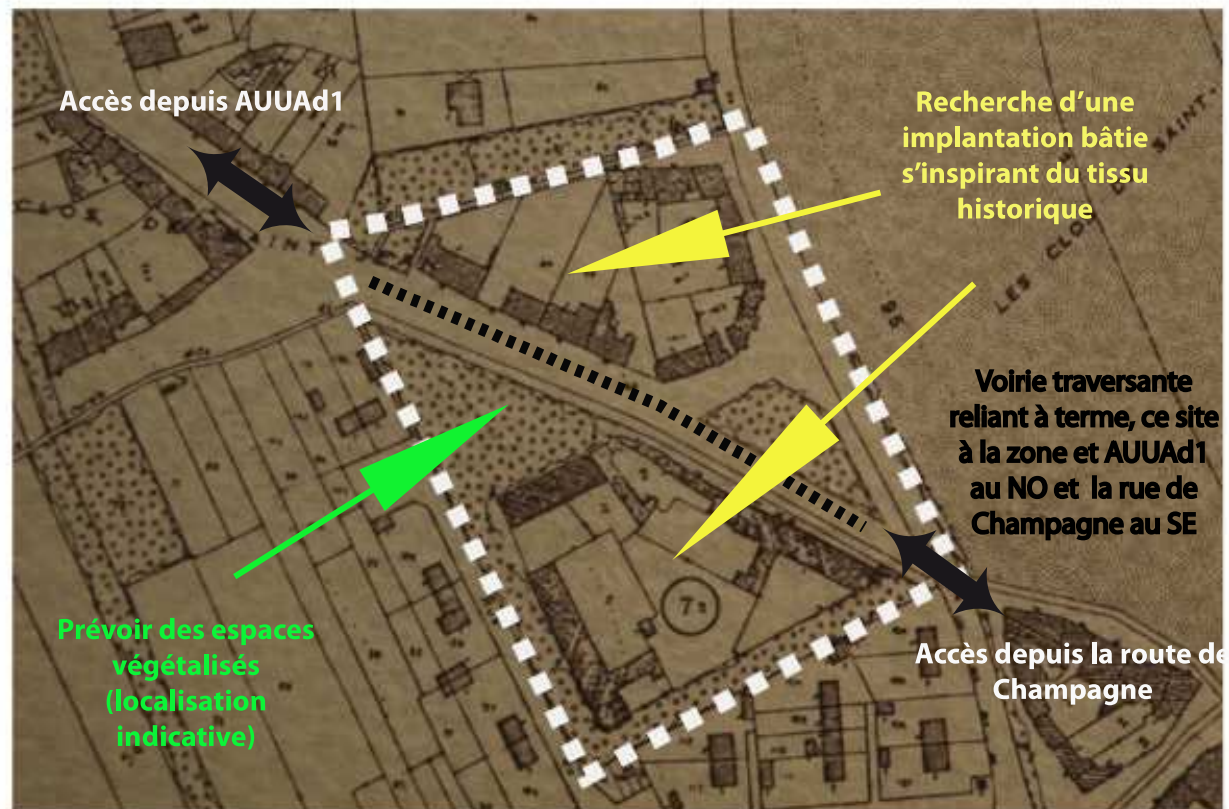 Accès depuis AUUAd1
Recherche d’une
implantation bâtie
s’inspirant du tissu
historique
LES CLOS SAINT-
Voirie traversante
reliant à terme, ce site
à la zone et AUUAd1
au NO et la rue de
Champagne au SE
Prévoir des espaces
végétalisés
(localisation
indicative)
Accès depuis la route de
Champagne